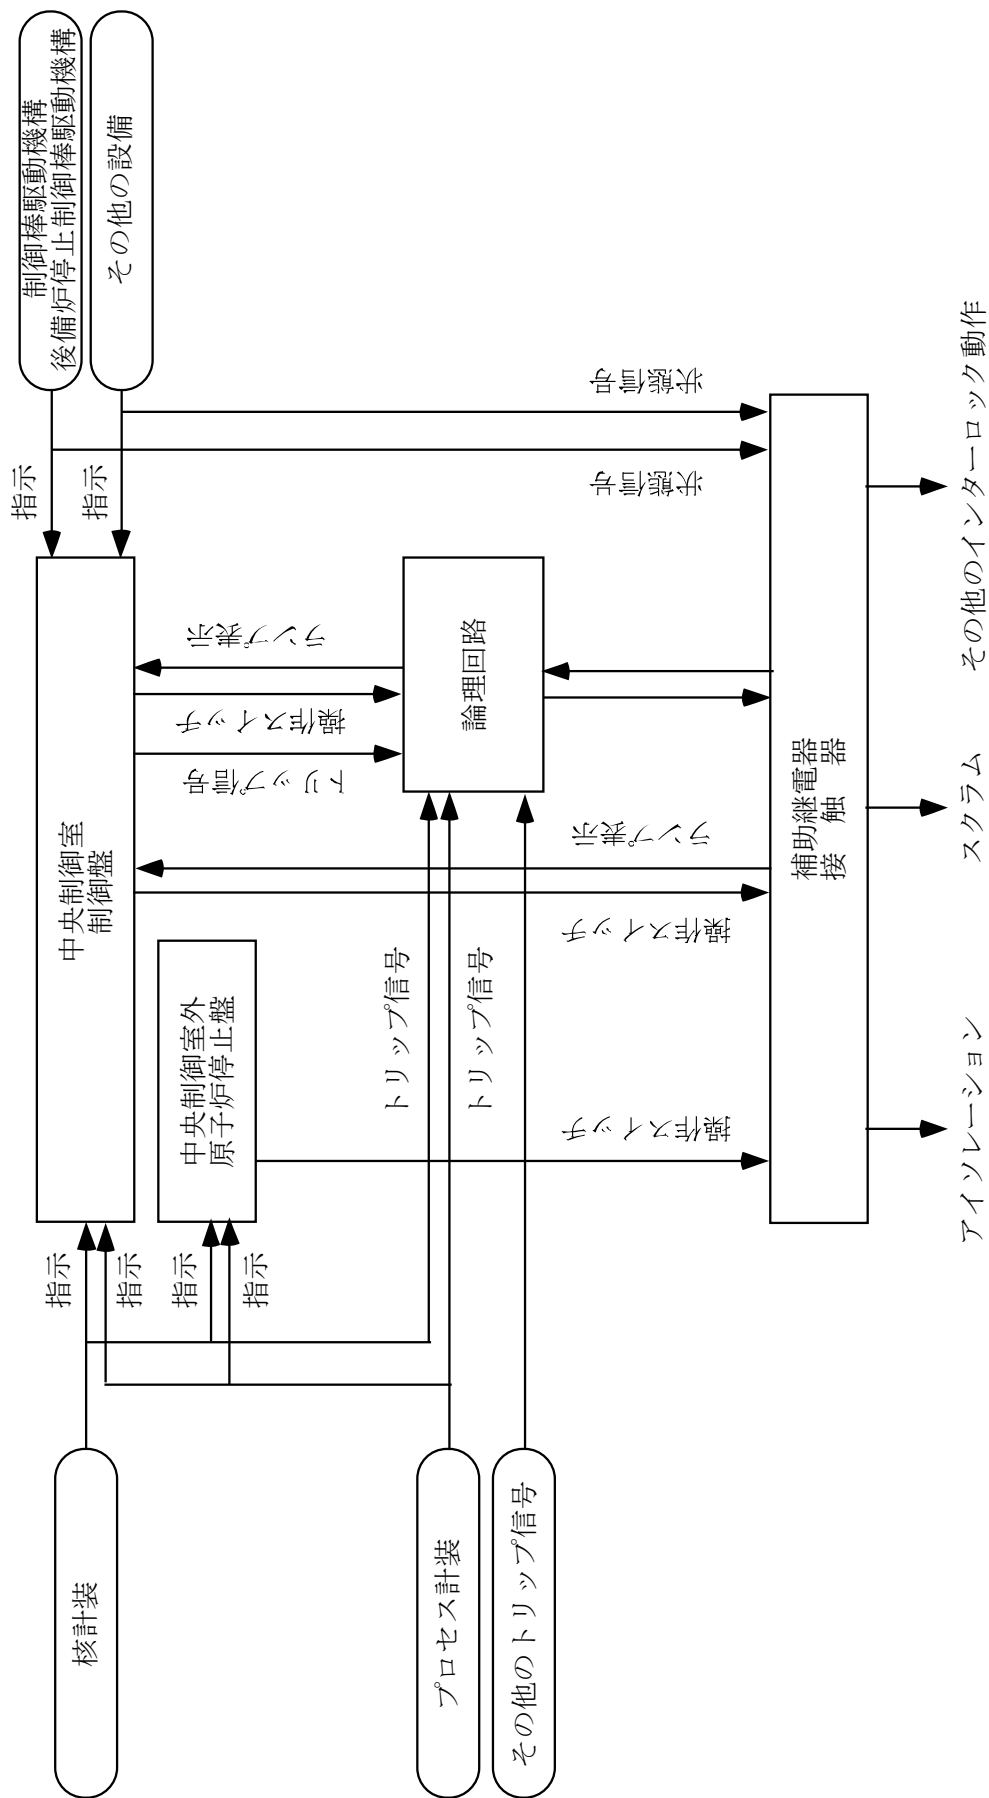 制御棒駆動機構
後備炉停止制御棒駆動機構
その他の設備
指示
指示
状態信号
状態信号
中央制御室
制御盤
ランプ表示
操作スイッチ
トリップ信号
論理回路
ランプ表示
操作スイッチ
補助継電器
接触器
その他のインターロック動作
スクラム
アイソレーション
中央制御室外
原子炉停止盤
操作スイッチ
トリップ信号
トリップ信号
指示
指示
指示
指示
核計装
プロセス計装
その他のトリップ信号